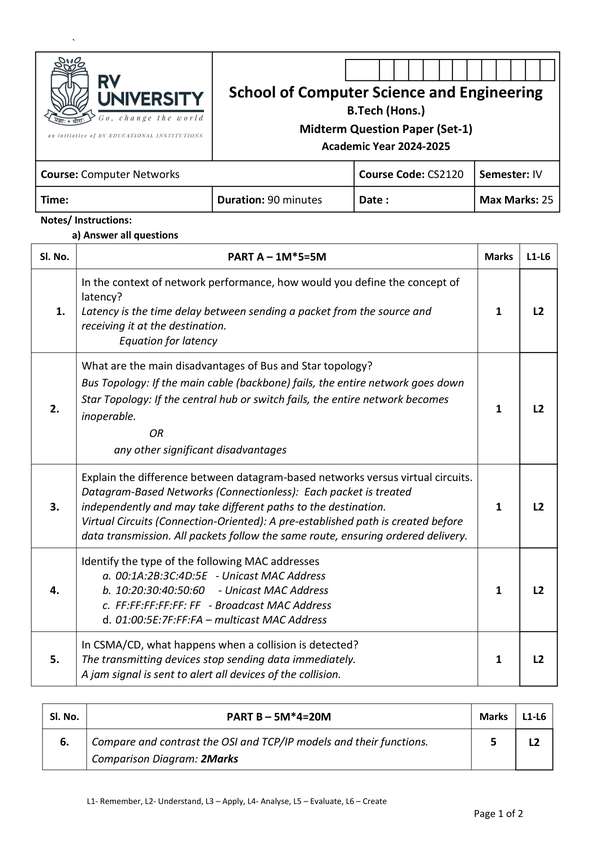 `
RV
UNIVERSITY
Go, change the world
an initiative of RV EDUCATIONAL INSTITUTIONS
School of Computer Science and Engineering
B.Tech (Hons.)
Midterm Question Paper (Set-1)
Academic Year 2024-2025
Course: Computer Networks
Course Code: CS2120
Semester: IV
Time:
Duration: 90 minutes
Date :
Max Marks: 25
Notes/ Instructions:
a) Answer all questions
Sl. No.
PART A – 1M*5=5M
Marks
L1-L6
1.
In the context of network performance, how would you define the concept of
latency?
Latency is the time delay between sending a packet from the source and
receiving it at the destination.
Equation for latency
1
L2
2.
What are the main disadvantages of Bus and Star topology?
Bus Topology: If the main cable (backbone) fails, the entire network goes down
Star Topology: If the central hub or switch fails, the entire network becomes
inoperable.
OR
any other significant disadvantages
1
L2
3.
Explain the difference between datagram-based networks versus virtual circuits.
Datagram-Based Networks (Connectionless): Each packet is treated
independently and may take different paths to the destination.
Virtual Circuits (Connection-Oriented): A pre-established path is created before
data transmission. All packets follow the same route, ensuring ordered delivery.
1
L2
4.
Identify the type of the following MAC addresses
a. 00:1A:2B:3C:4D:5E - Unicast MAC Address
b. 10:20:30:40:50:60 - Unicast MAC Address
c. FF:FF:FF:FF:FF: FF - Broadcast MAC Address
d. 01:00:5E:7F:FF:FA – multicast MAC Address
1
L2
5.
In CSMA/CD, what happens when a collision is detected?
The transmitting devices stop sending data immediately.
A jam signal is sent to alert all devices of the collision.
1
L2
Sl. No.
PART B – 5M*4=20M
Marks
L1-L6
6.
Compare and contrast the OSI and TCP/IP models and their functions.
Comparison Diagram: 2Marks
5
L2
L1- Remember, L2- Understand, L3 – Apply, L4- Analyse, L5 – Evaluate, L6 – Create
Page 1 of 2